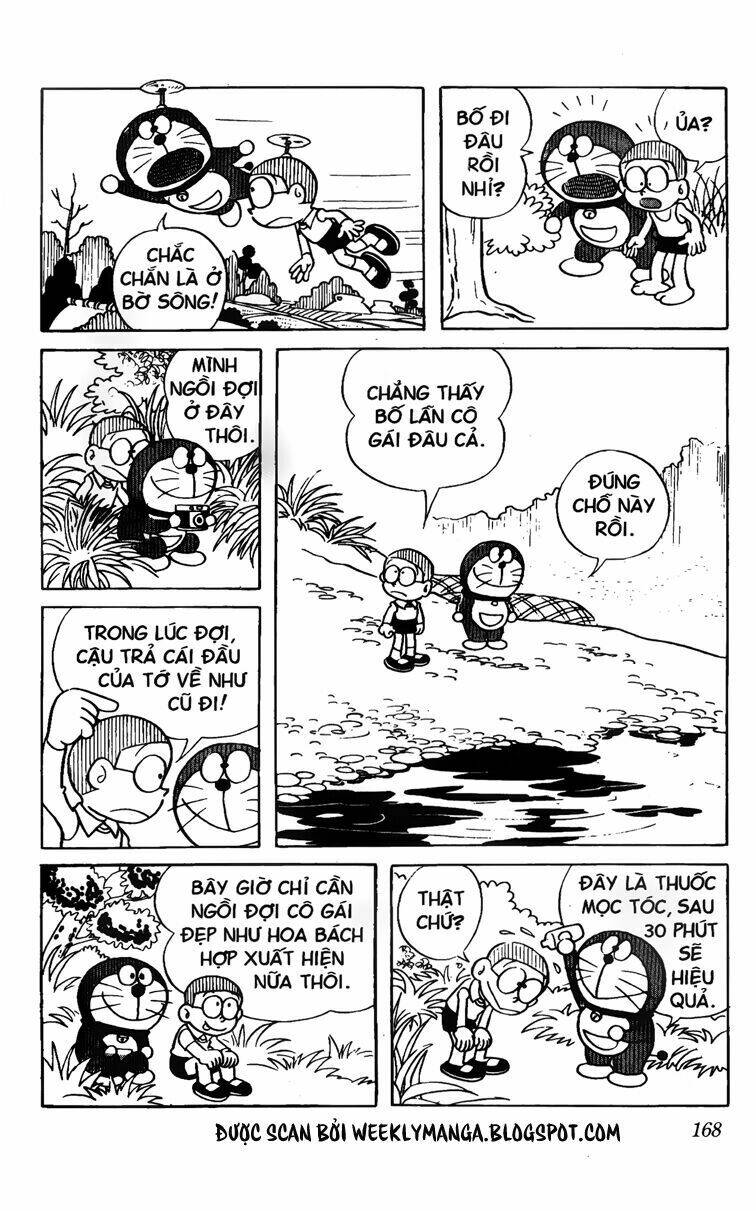 ỦA?
BỐ ĐI
ĐÂU
RỒI
NHỈ?
CHẮC
CHẮN LÀ Ở
BỜ SÔNG!
ĐÚNG
CHỖ NÀY
RỒI.
CHẲNG THẤY
BỐ LẪN CÔ
GÁI ĐÂU CẢ.
MÌNH
NGỒI ĐỢI
Ở ĐÂY
THÔI.
TRONG LÚC ĐỢI,
CẬU TRẢ CÁI ĐẦU
CỦA TỚ VỀ NHƯ
CŨ ĐI!
ĐÂY LÀ THUỐC
MỌC TÓC, SAU
30 PHÚT
SẼ
HIỆU
QUẢ.
THẬT
CHỨ?
BÂY GIỜ CHỈ CẦN
NGỒI ĐỢI CÔ GÁI
ĐẸP NHƯ HOA BÁCH
HỢP XUẤT HIỆN
NỮA THÔI.
ĐƯỢC SCAN BỞI WEEKLYMANGA.BLOGSPOT.COM
168